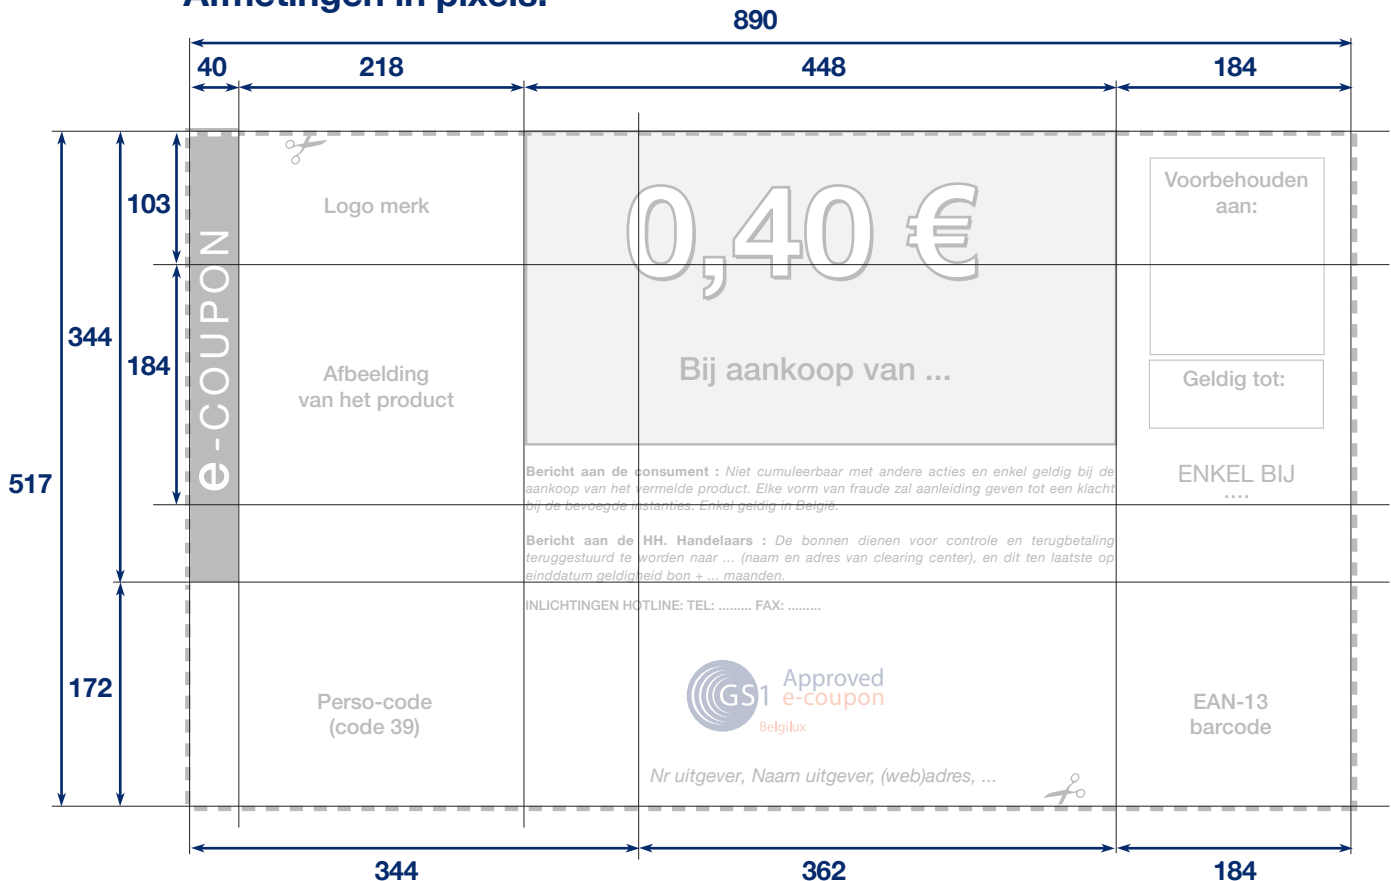 Afmetingen in pixels.
890
40 218 448 184
103
344
184
517
172
e-COUPON
Logo merk
0,40 €
Voorbehouden
aan:
Afbeelding
van het product
Bij aankoop van ...
Geldig tot:
Bericht aan de consument : Niet cumuleerbaar met andere acties en enkel geldig bij de
aankoop van het vermelde product. Elke vorm van fraude zal aanleiding geven tot een klacht
bij de bevoegde instanties. Enkel geldig in België.
ENKEL BIJ
....
Bericht aan de HH. Handelaars : De bonnen dienen voor controle en terugbetaling
teruggestuurd te worden naar ... (naam en adres van clearing center), en dit ten laatste op
einddatum geldigheid bon + ... maanden.
INLICHTINGEN HOTLINE: TEL: ......... FAX: .........
Perso-code
(code 39)
GS1 Approved
e-coupon
Belgilux
EAN-13
barcode
Nr uitgever, Naam uitgever, (web)adres, ...
344 362 184